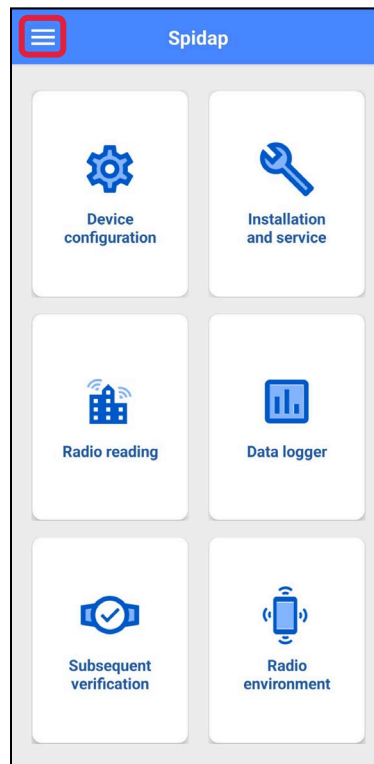 Spidap
Device
configuration
Installation
and service
Radio reading
Data logger
Subsequent
verification
Radio
environment